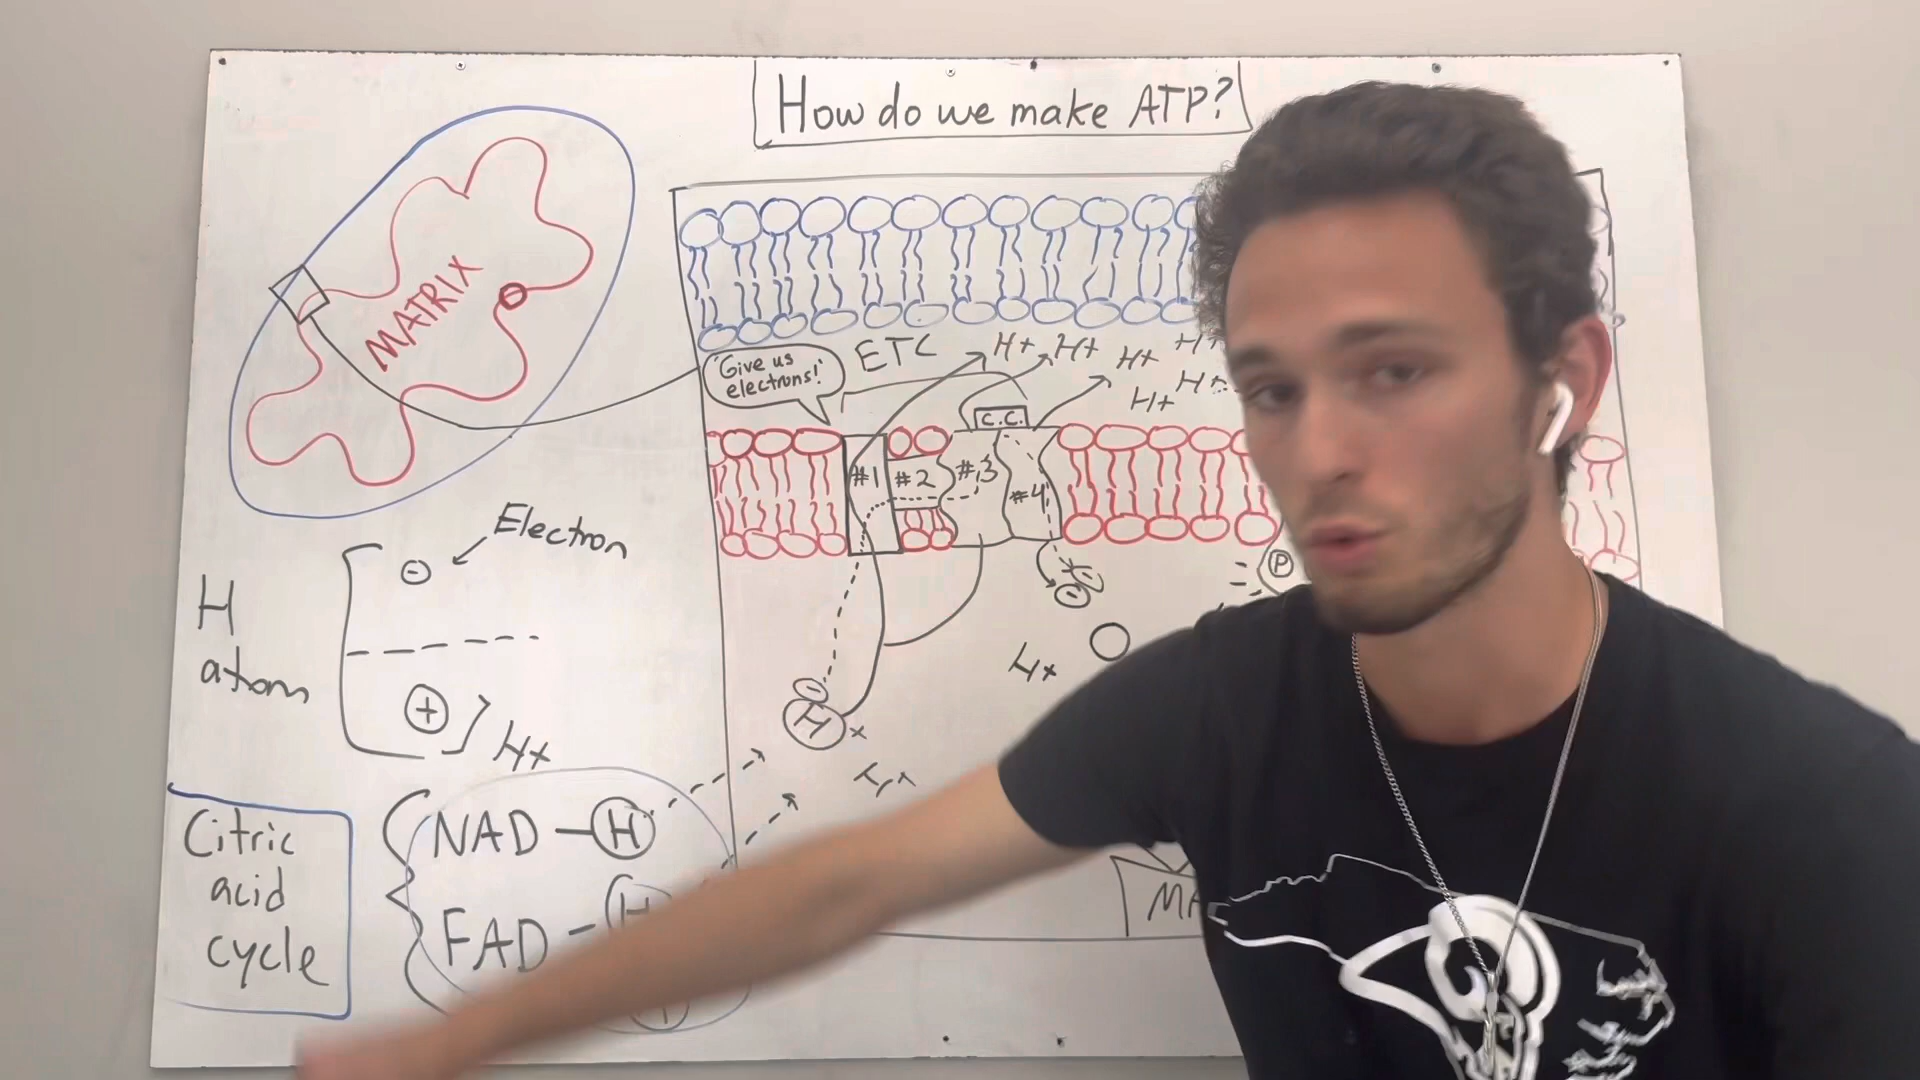 How do we make ATP?
MATRIX
"Give us
electrons!"
ETC
H+ H+ H+ H+
H+ H+
C.C.
#1 #2 #3 #4
Electron
-
H
atom
+
H+
-
H
P
H+
H+
Citric
acid
cycle
NAD - H
FAD - H